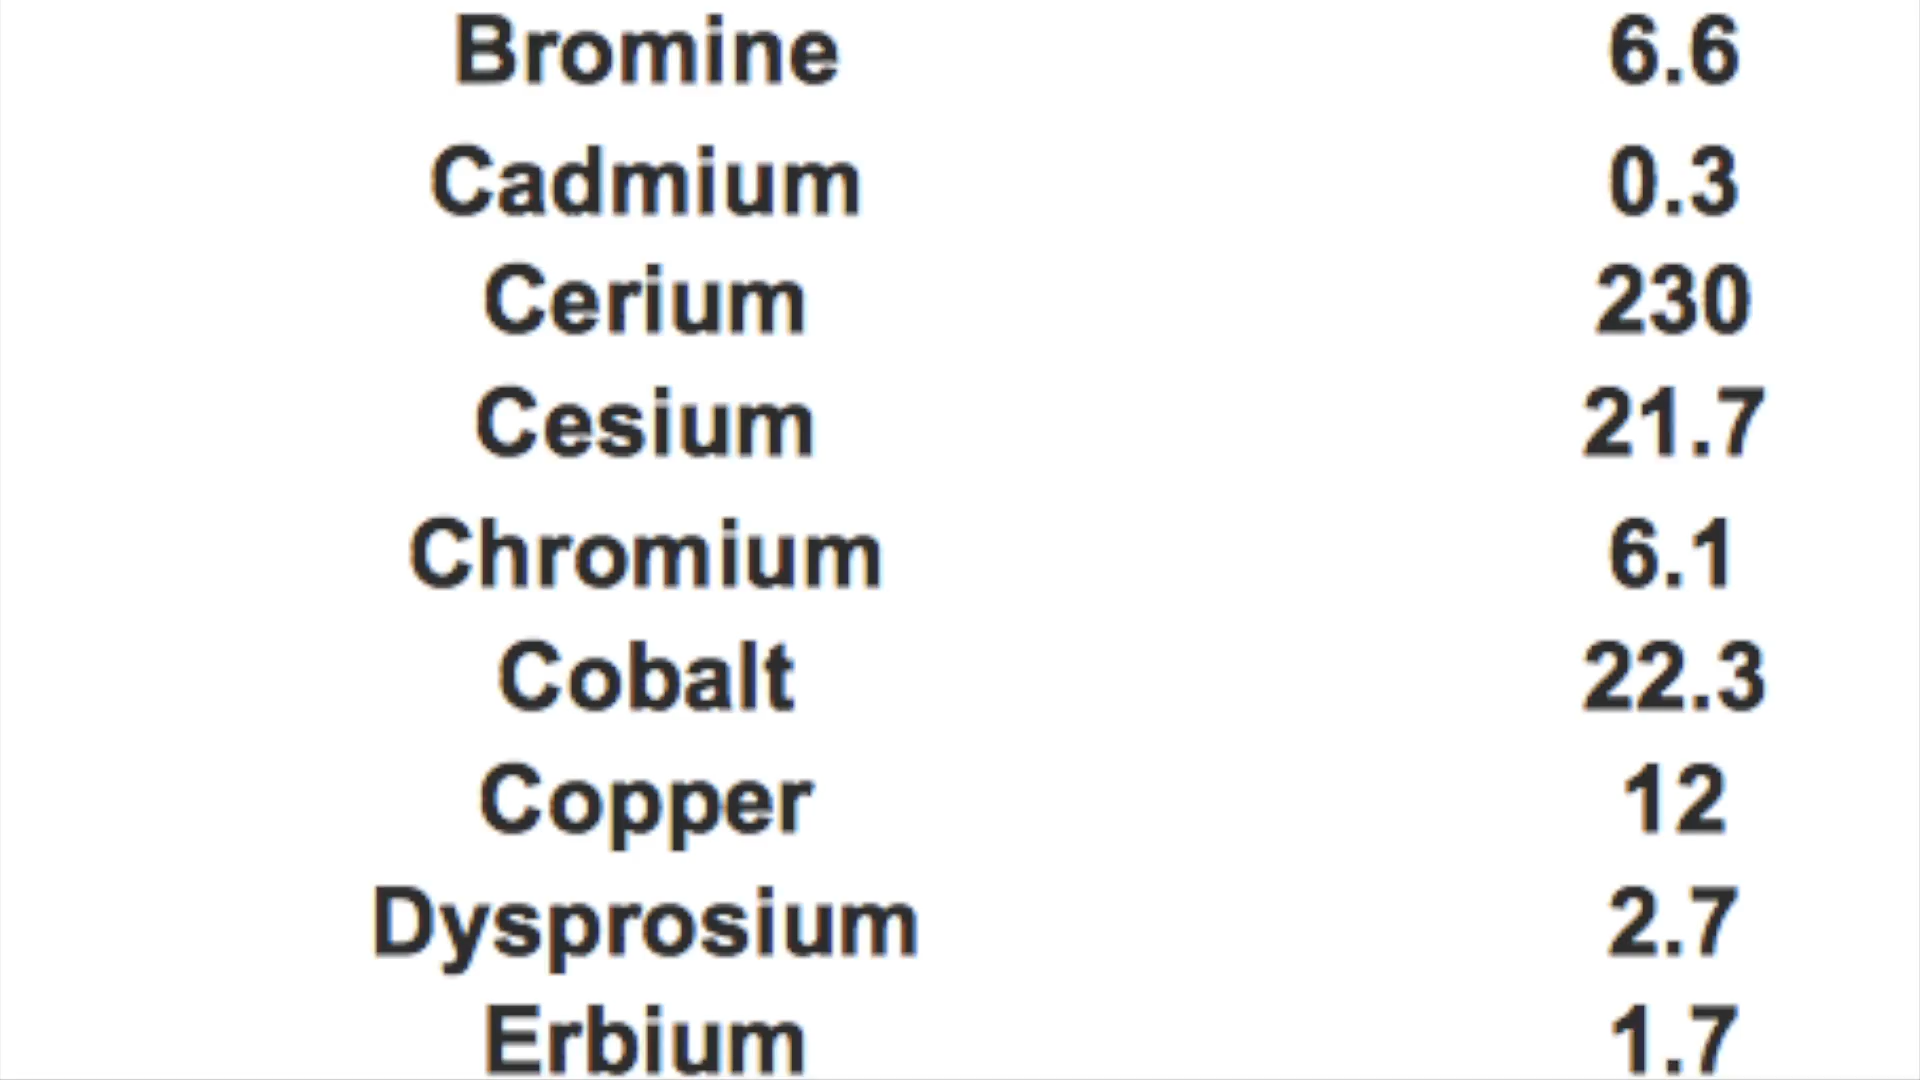 Bromine 6.6
Cadmium 0.3
Cerium 230
Cesium 21.7
Chromium 6.1
Cobalt 22.3
Copper 12
Dysprosium 2.7
Erbium 1.7